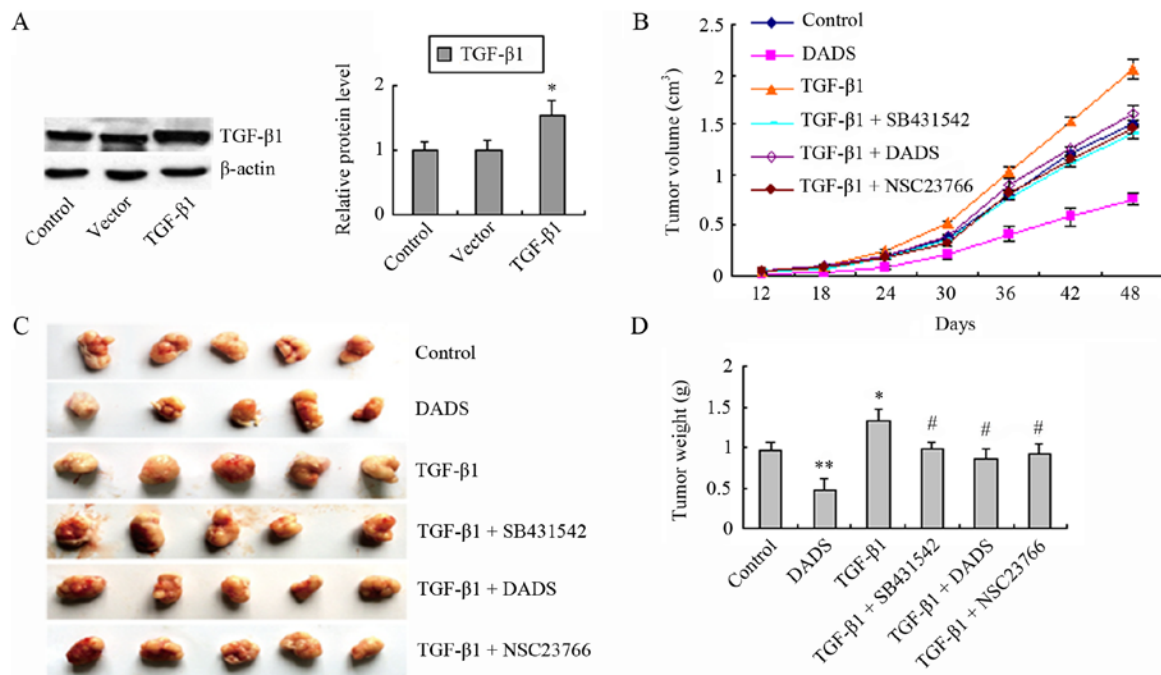 A
TGF-β1
β-actin
Control
Vector
TGF-β1
TGF-β1
Relative protein level
2
1
0
*
Control
Vector
TGF-β1
B
Control
DADS
TGF-β1
TGF-β1 + SB431542
TGF-β1 + DADS
TGF-β1 + NSC23766
Tumor volume (cm³)
2.5
2
1.5
1
0.5
0
12 18 24 30 36 42 48
Days
C
Control
DADS
TGF-β1
TGF-β1 + SB431542
TGF-β1 + DADS
TGF-β1 + NSC23766
D
Tumor weight (g)
2
1.5
1
0.5
0
** * # # #
Control
DADS
TGF-β1
TGF-β1 + SB431542
TGF-β1 + DADS
TGF-β1 + NSC23766